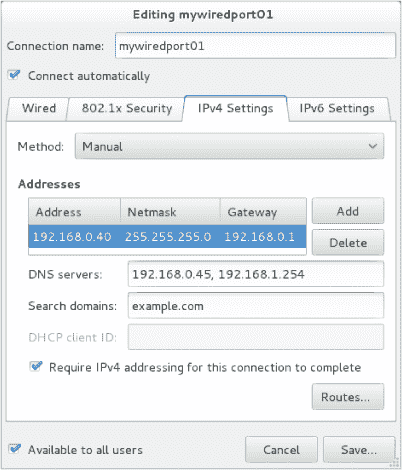 Editing mywiredport01
Connection name: mywiredport01
Connect automatically
Wired 802.1x Security IPv4 Settings IPv6 Settings
Method: Manual
Addresses
Address Netmask Gateway Add
192.168.0.40 255.255.255.0 192.168.0.1 Delete
DNS servers: 192.168.0.45, 192.168.1.254
Search domains: example.com
DHCP client ID:
Require IPv4 addressing for this connection to complete
Routes...
Available to all users Cancel Save...